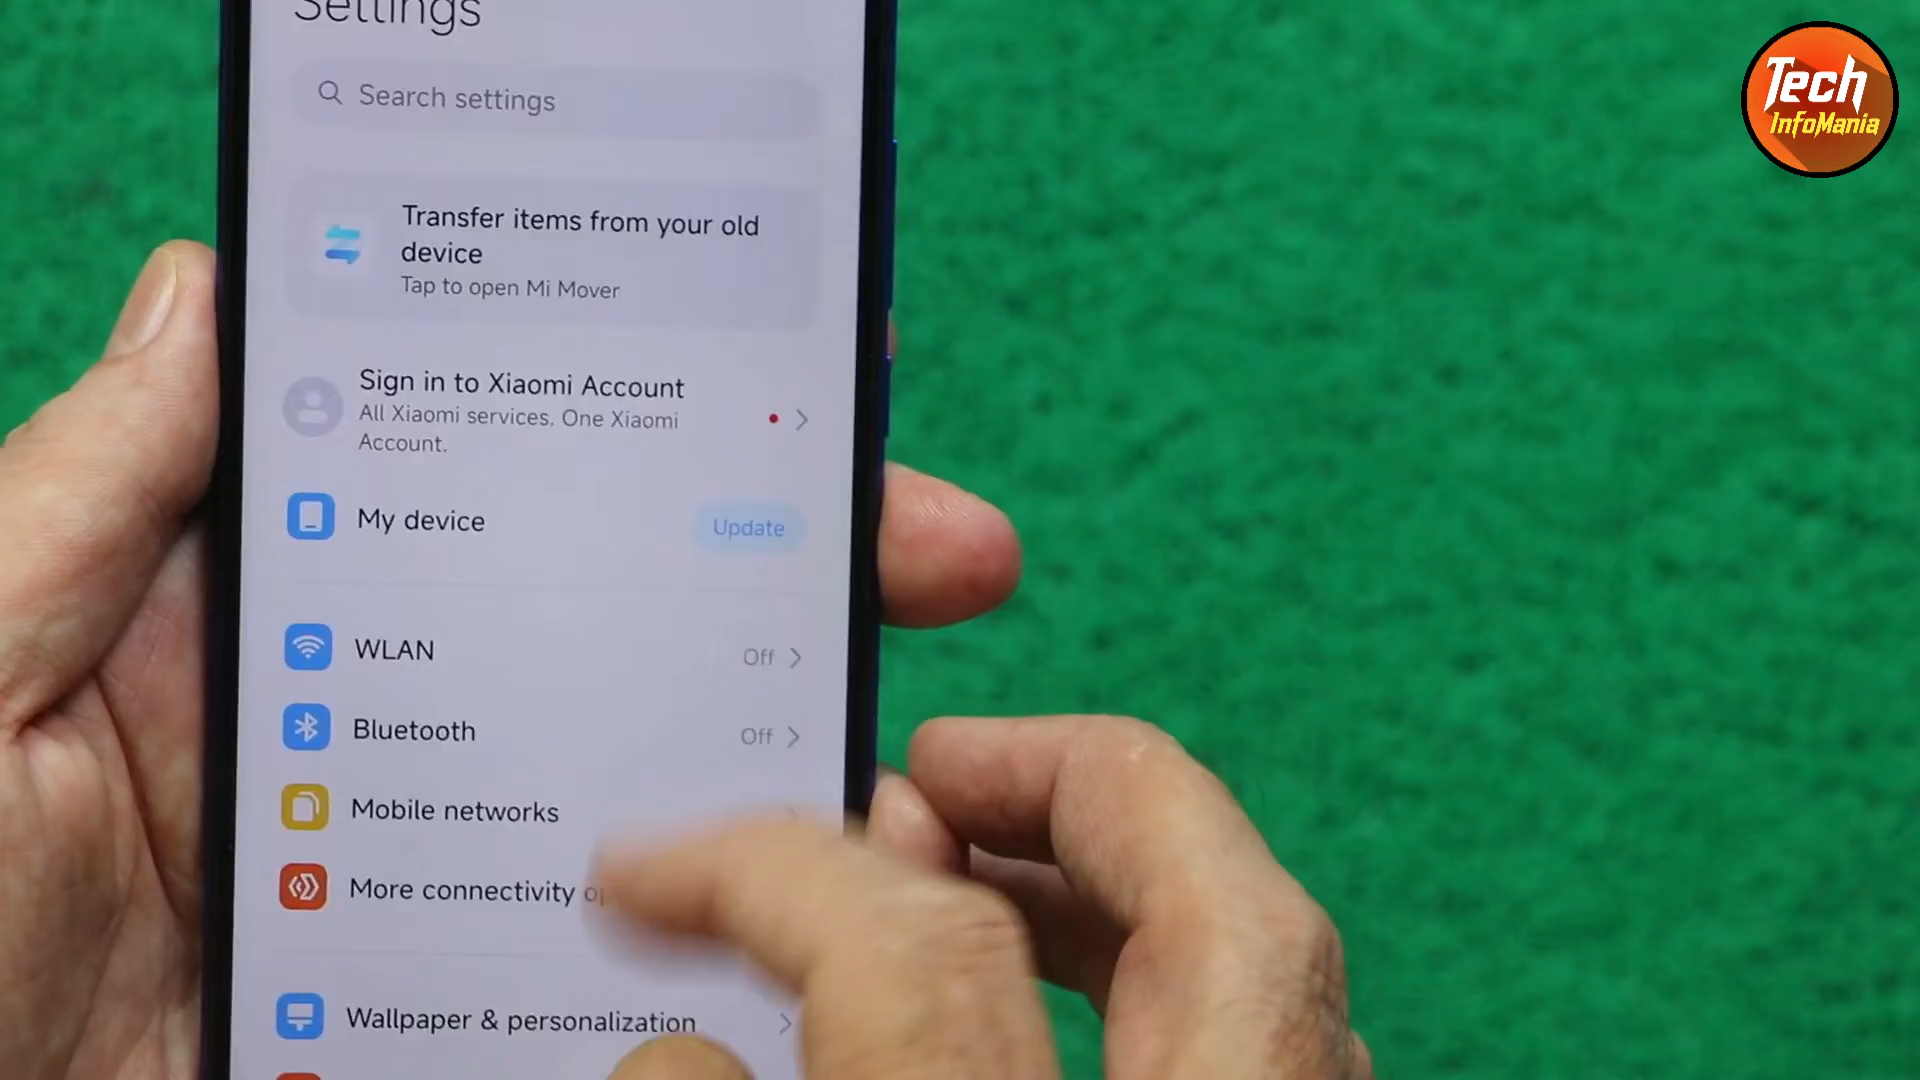 Settings
Tech
InfoMania
Search settings
Transfer items from your old
device
Tap to open Mi Mover
Sign in to Xiaomi Account
All Xiaomi services. One Xiaomi
Account.
My device
Update
WLAN
Off
Bluetooth
Off
Mobile networks
More connectivity
Wallpaper & personalization